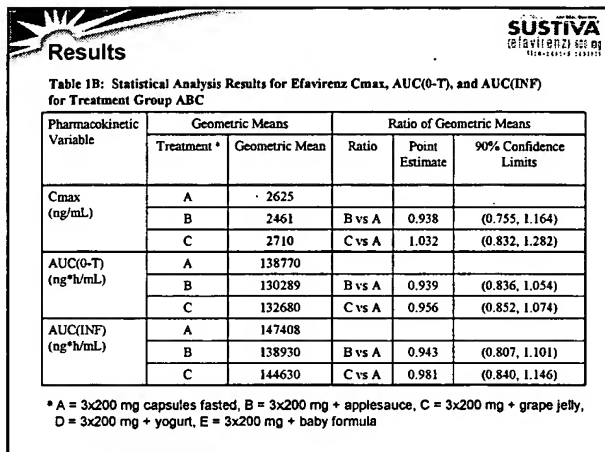 SUSTIVA
(efavirenz) 600 mg
Results
Table 1B: Statistical Analysis Results for Efavirenz Cmax, AUC(0-T), and AUC(INF)
for Treatment Group ABC
Pharmacokinetic Geometric Means Ratio of Geometric Means
Variable Treatment * Geometric Mean Ratio Point 90% Confidence
Estimate Limits
Cmax A 2625
(ng/mL) B 2461 B vs A 0.938 (0.755, 1.164)
C 2710 C vs A 1.032 (0.832, 1.282)
AUC(0-T) A 138770
(ng*h/mL) B 130289 B vs A 0.939 (0.836, 1.054)
C 132680 C vs A 0.956 (0.852, 1.074)
AUC(INF) A 147408
(ng*h/mL) B 138930 B vs A 0.943 (0.807, 1.101)
C 144630 C vs A 0.981 (0.840, 1.146)
* A = 3x200 mg capsules fasted, B = 3x200 mg + applesauce, C = 3x200 mg + grape jelly,
D = 3x200 mg + yogurt, E = 3x200 mg + baby formula